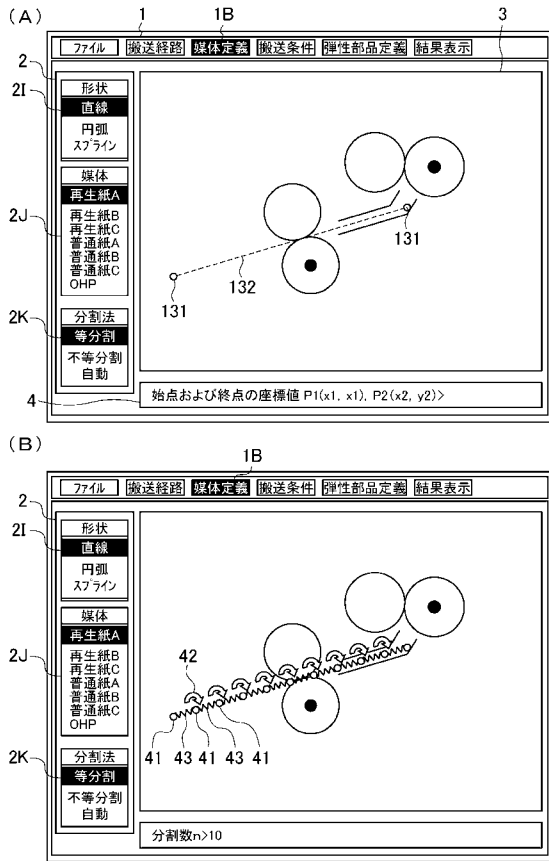 (A)
1
1B
3
ファイル 搬送経路 媒体定義 搬送条件 弾性部品定義 結果表示
2
2I
形状
直線
円弧
スプライン
2J
媒体
再生紙A
再生紙B
再生紙C
普通紙A
普通紙B
普通紙C
OHP
2K
分割法
等分割
不等分割
自動
131
132
131
4
始点および終点の座標値 P1(x1, x1), P2(x2, y2)>
(B)
1B
ファイル 搬送経路 媒体定義 搬送条件 弾性部品定義 結果表示
2
2I
形状
直線
円弧
スプライン
2J
媒体
再生紙A
再生紙B
再生紙C
普通紙A
普通紙B
普通紙C
OHP
2K
分割法
等分割
不等分割
自動
42
41 43 41 43 41
分割数n>10